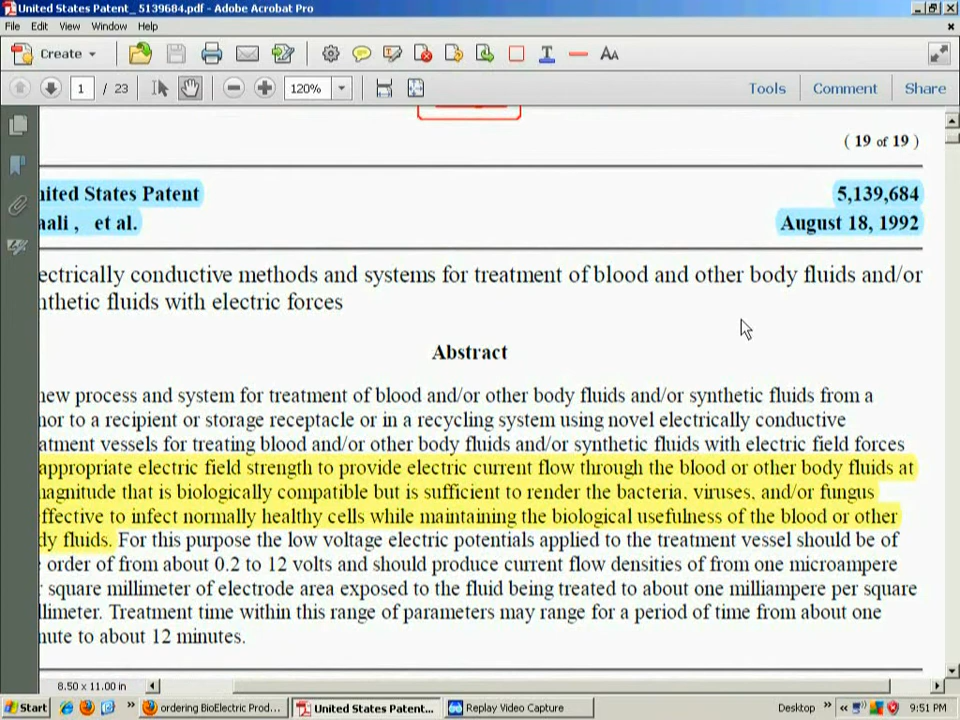 United States Patent_ 5139684.pdf - Adobe Acrobat Pro
File Edit View Window Help
Create
1 / 23 120% Tools Comment Share
( 19 of 19 )
nited States Patent 5,139,684
aali , et al. August 18, 1992
ectrically conductive methods and systems for treatment of blood and other body fluids and/or
nthetic fluids with electric forces
Abstract
new process and system for treatment of blood and/or other body fluids and/or synthetic fluids from a
nor to a recipient or storage receptacle or in a recycling system using novel electrically conductive
atment vessels for treating blood and/or other body fluids and/or synthetic fluids with electric field forces
appropriate electric field strength to provide electric current flow through the blood or other body fluids at
nagnitude that is biologically compatible but is sufficient to render the bacteria, viruses, and/or fungus
ffective to infect normally healthy cells while maintaining the biological usefulness of the blood or other
dy fluids. For this purpose the low voltage electric potentials applied to the treatment vessel should be of
order of from about 0.2 to 12 volts and should produce current flow densities of from one microampere
square millimeter of electrode area exposed to the fluid being treated to about one milliampere per square
llimeter. Treatment time within this range of parameters may range for a period of time from about one
nute to about 12 minutes.
8.50 x 11.00 in
Start ordering BioElectric Prod... United States Patent... Replay Video Capture Desktop 9:51 PM